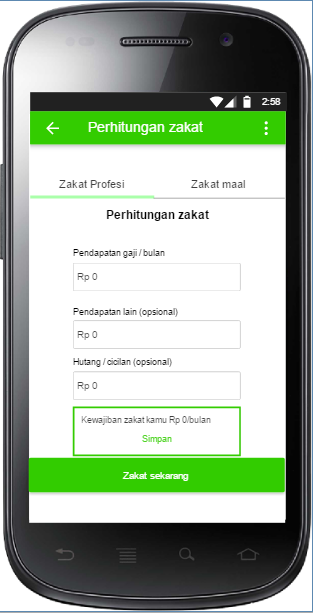 2:58
Perhitungan zakat
Zakat Profesi
Zakat maal
Perhitungan zakat
Pendapatan gaji / bulan
Rp 0
Pendapatan lain (opsional)
Rp 0
Hutang / cicilan (opsional)
Rp 0
Kewajiban zakat kamu Rp 0/bulan
Simpan
Zakat sekarang